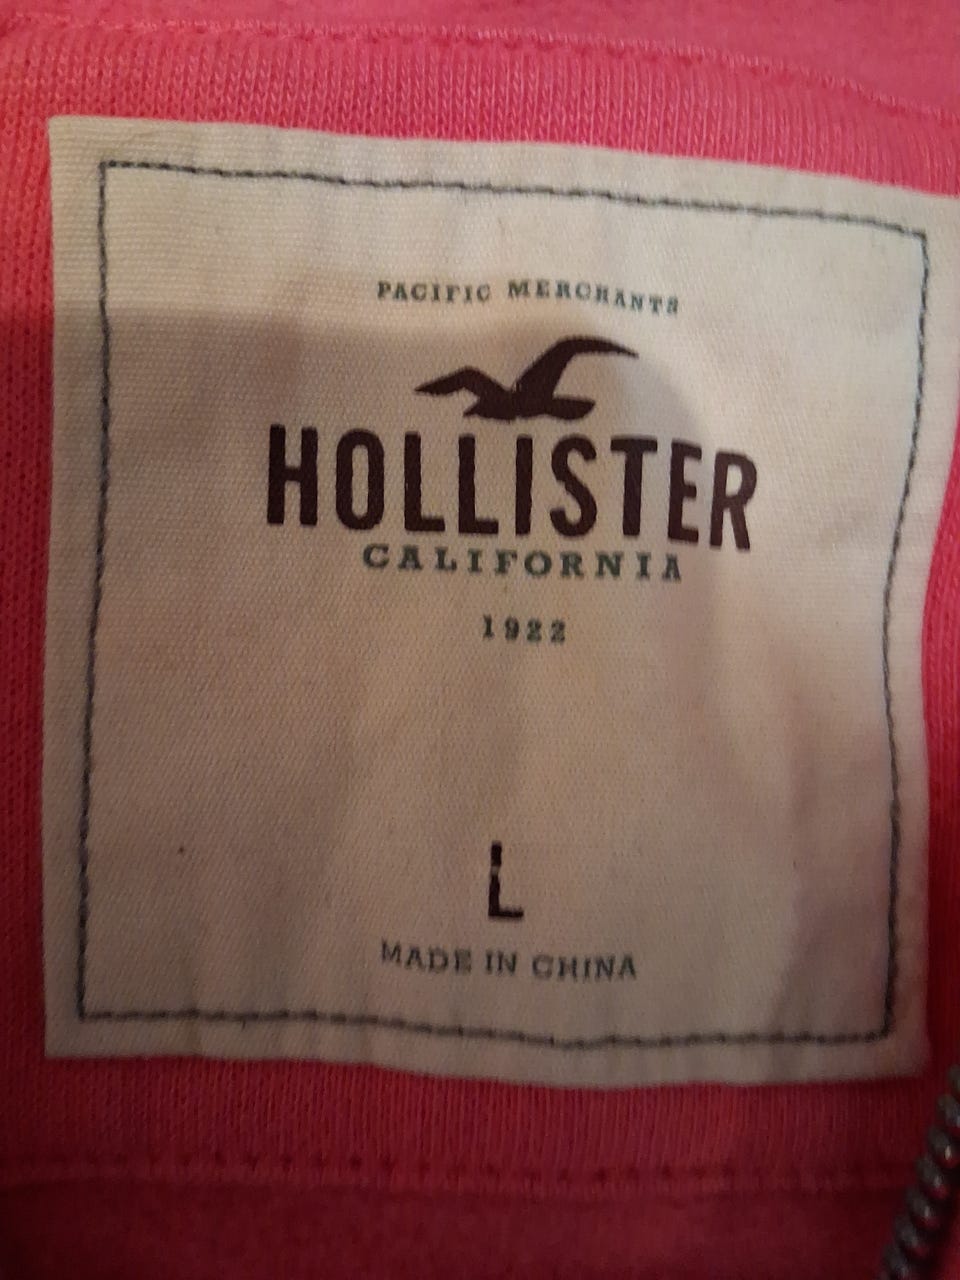 PACIFIC MERCHANTS
HOLLISTER
CALIFORNIA
1922
L
MADE IN CHINA